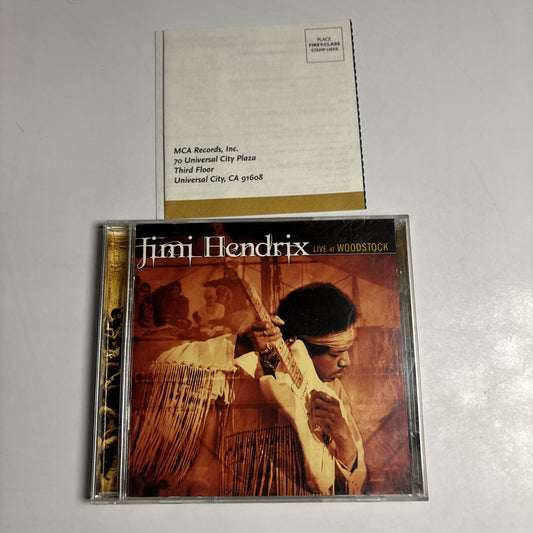 PLACE
FIRST-CLASS
STAMP HERE
MCA Records, Inc.
70 Universal City Plaza
Third Floor
Universal City, CA 91608
Jimi Hendrix LIVE AT WOODSTOCK